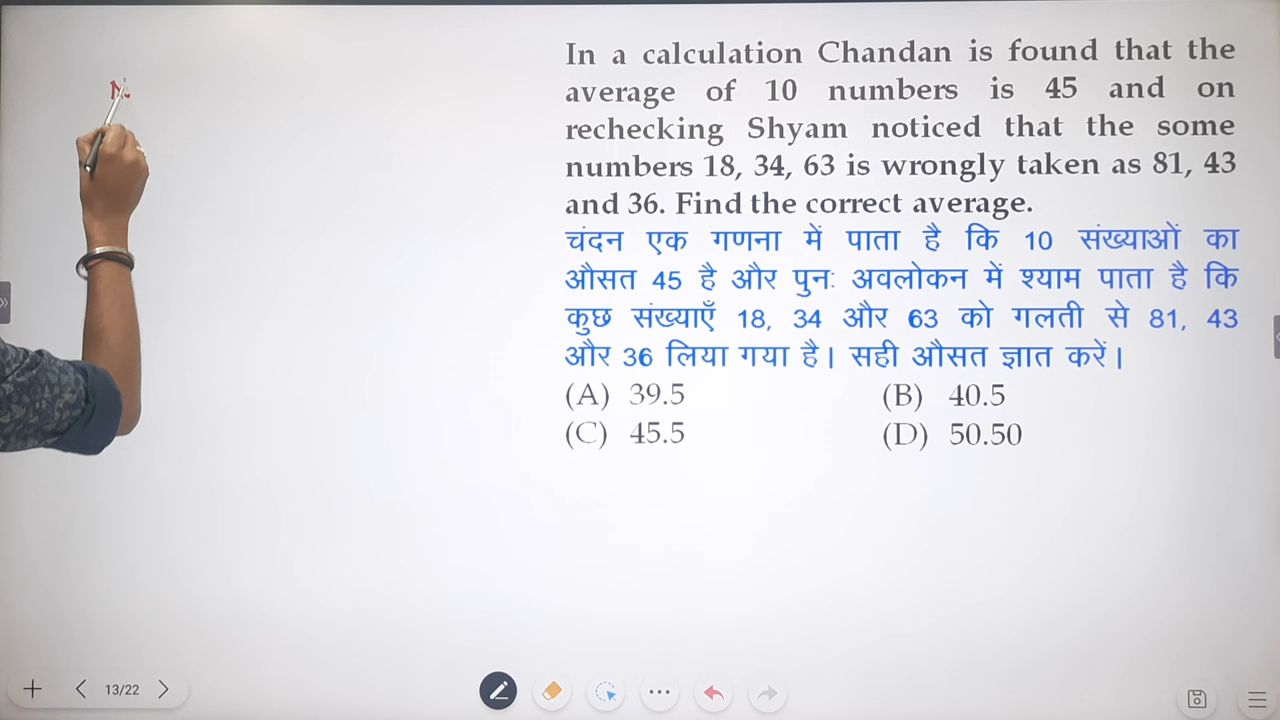 N.
In a calculation Chandan is found that the
average of 10 numbers is 45 and on
rechecking Shyam noticed that the some
numbers 18, 34, 63 is wrongly taken as 81, 43
and 36. Find the correct average.
चंदन एक गणना में पाता है कि 10 संख्याओं का
औसत 45 है और पुन: अवलोकन में श्याम पाता है कि
कुछ संख्याएँ 18, 34 और 63 को गलती से 81, 43
और 36 लिया गया है। सही औसत ज्ञात करें।
(A) 39.5 (B) 40.5
(C) 45.5 (D) 50.50
13/22